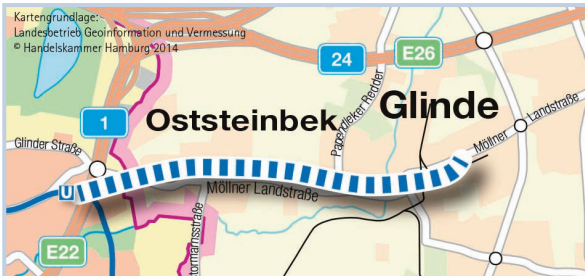 Kartengrundlage:
Landesbetrieb Geoinformation und Vermessung
© Handelskammer Hamburg 2014
24
E26
Papendieker Redder
Glinde
1
Oststeinbek
Möllner Landstraße
Glinder Straße
U
Möllner Landstraße
E22